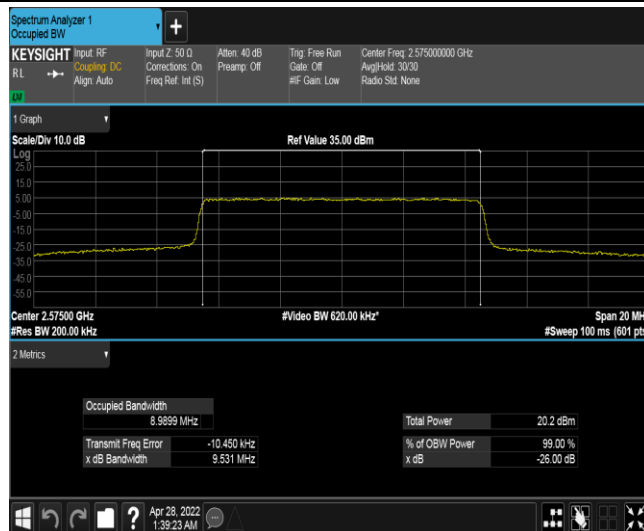 Spectrum Analyzer 1
Occupied BW
+
KEYSIGHT
RL
Input: RF
Coupling: DC
Align: Auto
Input Z: 50 Ω
Corrections: On
Freq Ref: Int (S)
Atten: 40 dB
Preamp: Off
Trig: Free Run
Gate: Off
#IF Gain: Low
Center Freq: 2.575000000 GHz
Avg|Hold: 30/30
Radio Std: None
1 Graph
Scale/Div 10.0 dB
Ref Value 35.00 dBm
Log
25.0
15.0
5.00
-5.00
-15.0
-25.0
-35.0
-45.0
-55.0
Center 2.57500 GHz
#Video BW 620.00 kHz*
Span 20 MH
#Res BW 200.00 kHz
#Sweep 100 ms (601 pts
2 Metrics
Occupied Bandwidth
8.9899 MHz
Total Power 20.2 dBm
Transmit Freq Error -10.450 kHz
% of OBW Power 99.00 %
x dB Bandwidth 9.531 MHz
x dB -26.00 dB
?
Apr 28, 2022
1:39:23 AM